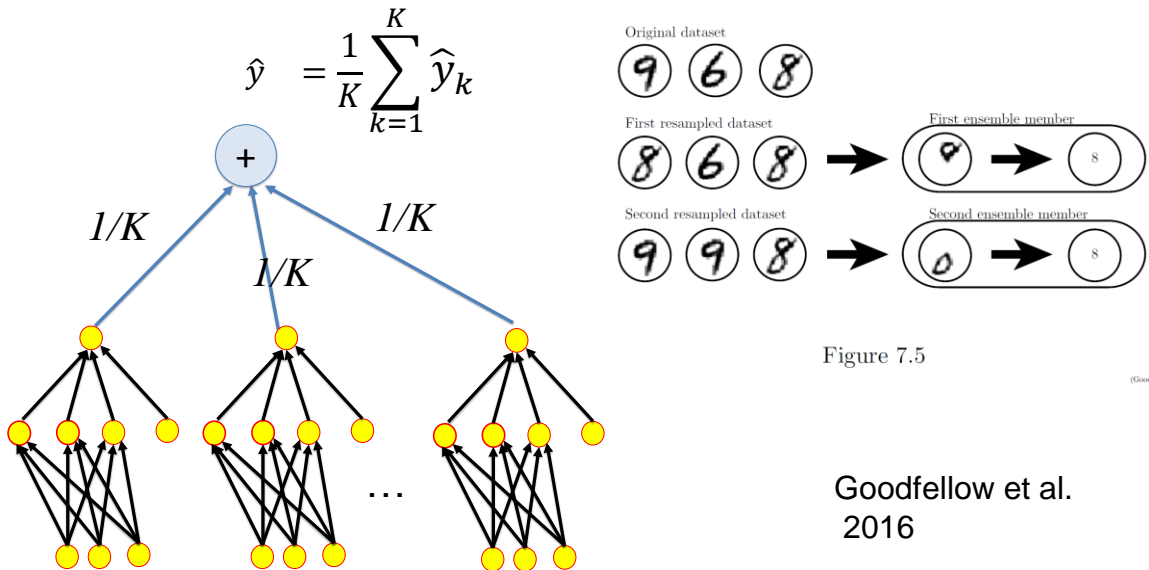 ŷ = 1/K ∑_{k=1}^{K} ŷ_k
+
1/K
1/K
1/K
...
Original dataset
9 6 8
First resampled dataset
8 6 8
First ensemble member
8
Second resampled dataset
9 9 8
Second ensemble member
8
Figure 7.5
(Goo
Goodfellow et al.
2016